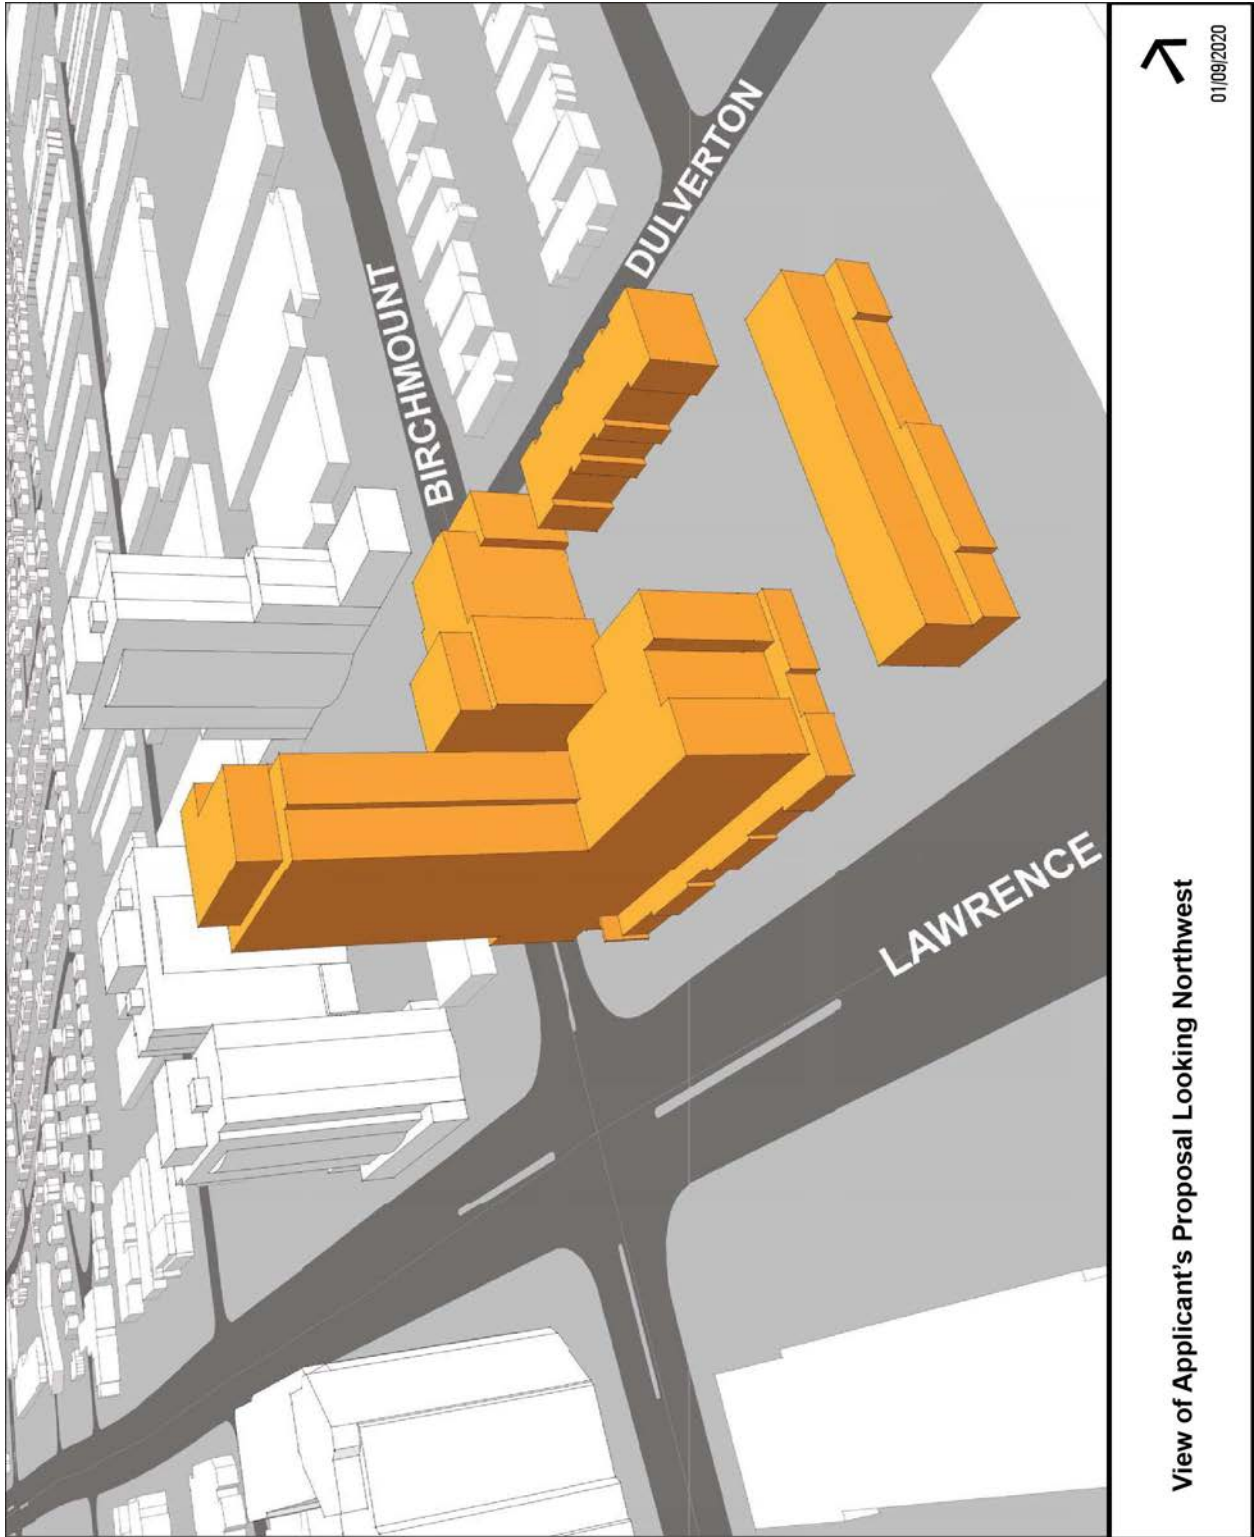 BIRCHMOUNT
DULVERTON
LAWRENCE
View of Applicant's Proposal Looking Northwest
01/09/2020